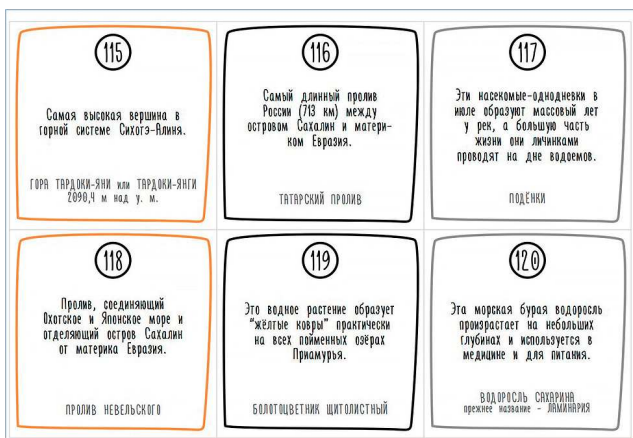 115
Самая высокая вершина в
горной системе Сихотэ-Алиня.
ГОРА ТАРДОКИ-ЯНИ или ТАРДОКИ-ЯНГИ
2090,4 м над у. м.
116
Самый длинный пролив
России (713 км) между
островом Сахалин и матери-
ком Евразия.
ТАТАРСКИЙ ПРОЛИВ
117
Эти насекомые-однодневки в
июле образуют массовый лет
у рек, а большую часть
жизни они личинками
проводят на дне водоемов.
ПОДЁНКИ
118
Пролив, соединяющий
Охотское и Японское море и
отделяющий остров Сахалин
от материка Евразия.
ПРОЛИВ НЕВЕЛЬСКОГО
119
Это водное растение образует
"жёлтые ковры" практически
на всех пойменных озёрах
Приамурья.
БОЛОТОЦВЕТНИК ЩИТОЛИСТНЫЙ
120
Эта морская бурая водоросль
произрастает на небольших
глубинах и используется в
медицине и для питания.
ВОДОРОСЛЬ САХАРИНА
прежнее название - ЛАМИНАРИЯ